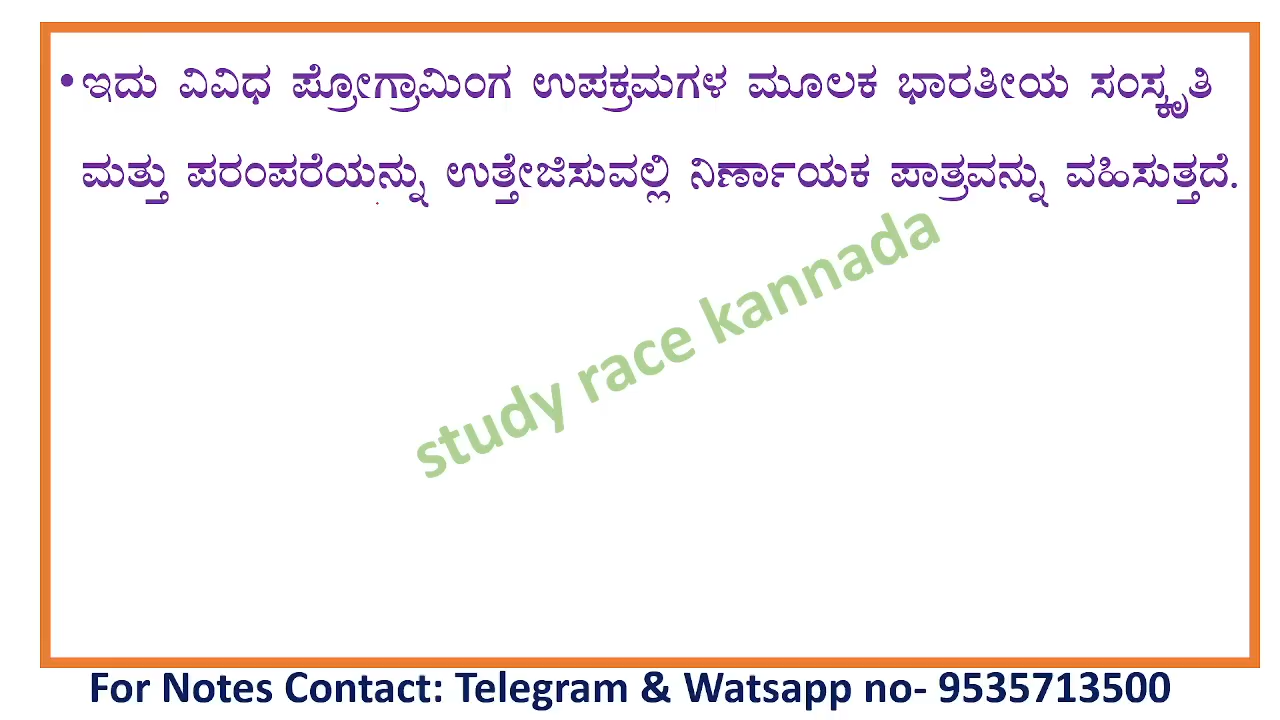 •ಇದು ವಿವಿಧ ಪ್ರೋಗ್ರಾಮಿಂಗ ಉಪಕ್ರಮಗಳ ಮೂಲಕ ಭಾರತೀಯ ಸಂಸ್ಕೃತಿ
ಮತ್ತು ಪರಂಪರೆಯನ್ನು ಉತ್ತೇಜಿಸುವಲ್ಲಿ ನಿರ್ಣಾಯಕ ಪಾತ್ರವನ್ನು ವಹಿಸುತ್ತದೆ.
study race kannada
For Notes Contact: Telegram & Watsapp no- 9535713500